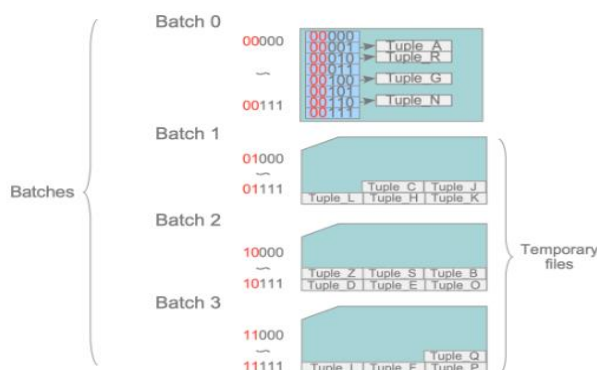 Batch 0
00000
~
00111
00000
00001
00010
00011
00100
00101
00110
00111
Tuple_A
Tuple_R
Tuple_G
Tuple_N
Batch 1
01000
~
01111
Tuple_C Tuple_J
Tuple_L Tuple_H Tuple_K
Batches
Batch 2
10000
~
10111
Tuple_Z Tuple_S Tuple_B
Tuple_D Tuple_E Tuple_O
Temporary
files
Batch 3
11000
~
11111
Tuple_Q
Tuple_I Tuple_F Tuple_P